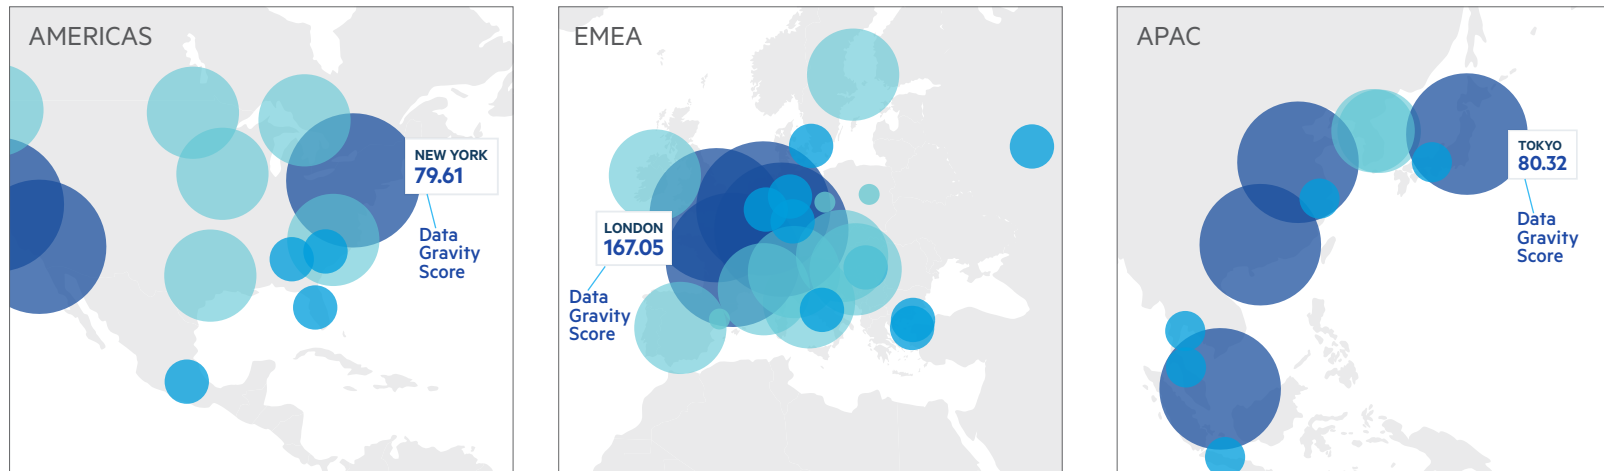 AMERICAS
NEW YORK
79.61
Data
Gravity
Score
EMEA
LONDON
167.05
Data
Gravity
Score
APAC
TOKYO
80.32
Data
Gravity
Score